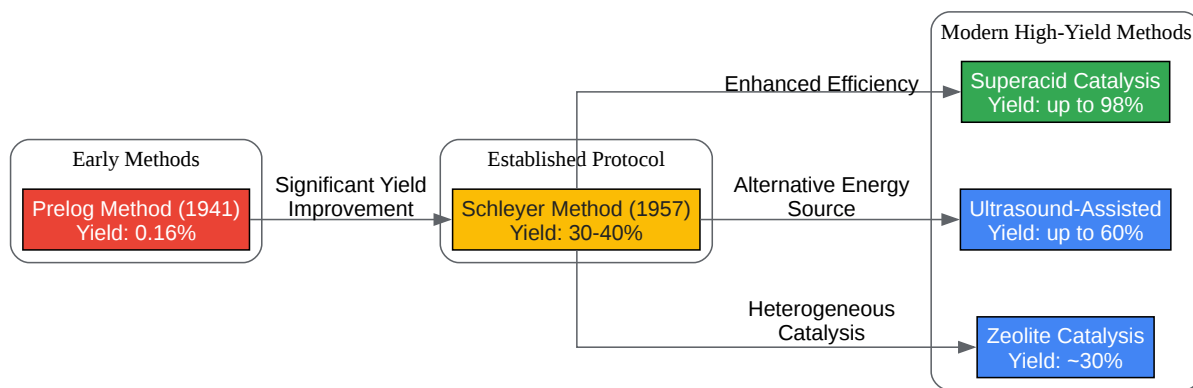 Early Methods
Prelog Method (1941)
Yield: 0.16%
Significant Yield
Improvement
Established Protocol
Schleyer Method (1957)
Yield: 30-40%
Enhanced Efficiency
Alternative Energy
Source
Heterogeneous
Catalysis
Modern High-Yield Methods
Superacid Catalysis
Yield: up to 98%
Ultrasound-Assisted
Yield: up to 60%
Zeolite Catalysis
Yield: ~30%